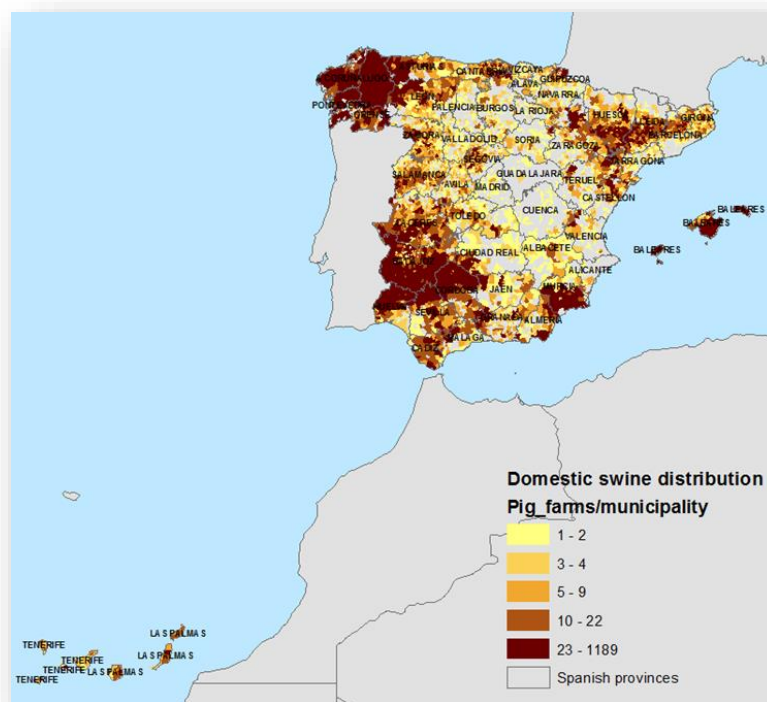 CANTABRIA
VIZCAYA
GUIPUZCOA
ALAVA
NAVARRA
LEON
PALENCIA
BURGOS
LA RIOJA
HUESCA
LLEIDA
GIRONA
BARCELONA
ZAMORA
VALLADOLID
SORIA
ZARAGOZA
TARRAGONA
SEGOVIA
SALAMANCA
GUADALAJARA
TERUEL
AVILA
MADRID
CASTELLON
TOLEDO
CUENCA
BALEARES
BALEARES
BALEARES
VALENCIA
CIUDAD REAL
ALBACETE
ALICANTE
JAEN
SEVILLA
ALMERIA
CADIZ
MALAGA
Domestic swine distribution
Pig_farms/municipality
1 - 2
3 - 4
5 - 9
10 - 22
23 - 1189
Spanish provinces
LAS PALMAS
TENERIFE
LAS PALMAS
TENERIFE
TENERIFE
LAS PALMAS
TENERIFE